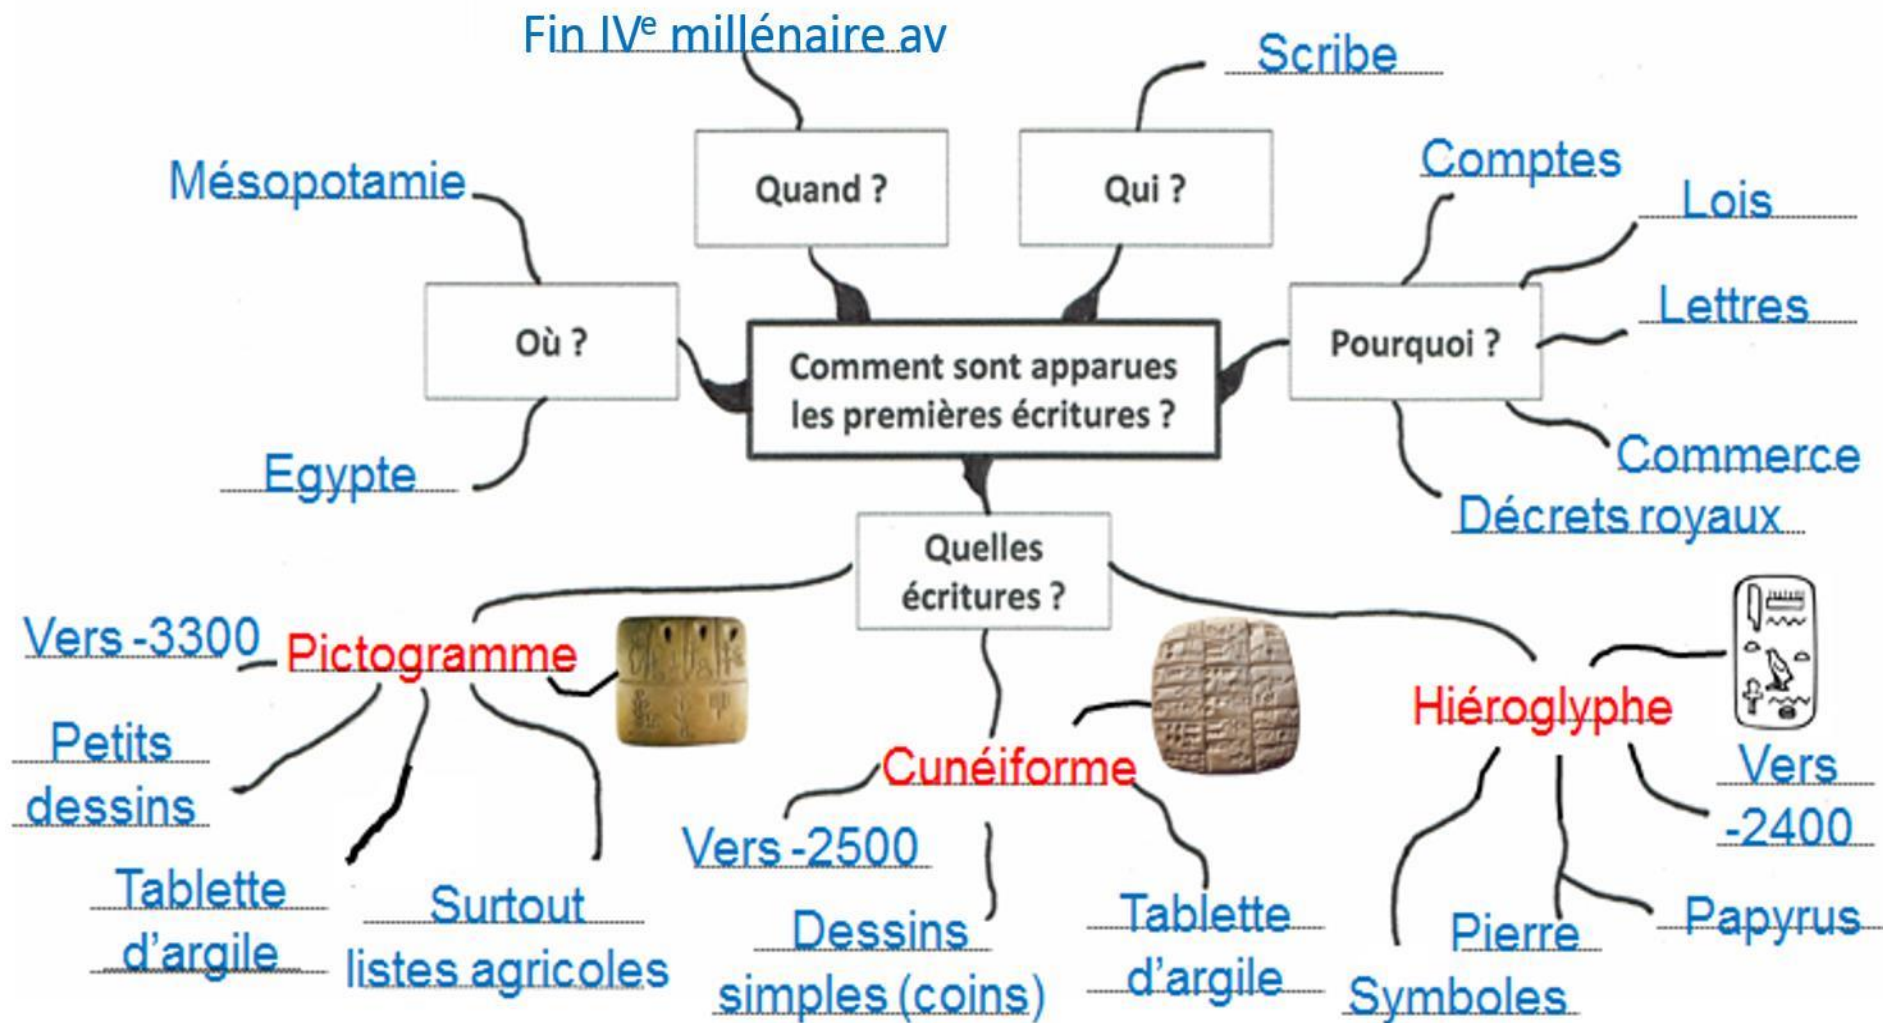 Fin IVᵉ millénaire av
Scribe
Quand ?
Qui ?
Mésopotamie
Comptes
Lois
Où ?
Comment sont apparues
les premières écritures ?
Pourquoi ?
Lettres
Egypte
Commerce
Décrets royaux
Quelles
écritures ?
Vers -3300
Pictogramme
Petits
dessins
Tablette
d’argile
Surtout
listes agricoles
Cunéiforme
Vers -2500
Dessins
simples (coins)
Tablette
d’argile
Hiéroglyphe
Vers
-2400
Papyrus
Pierre
Symboles